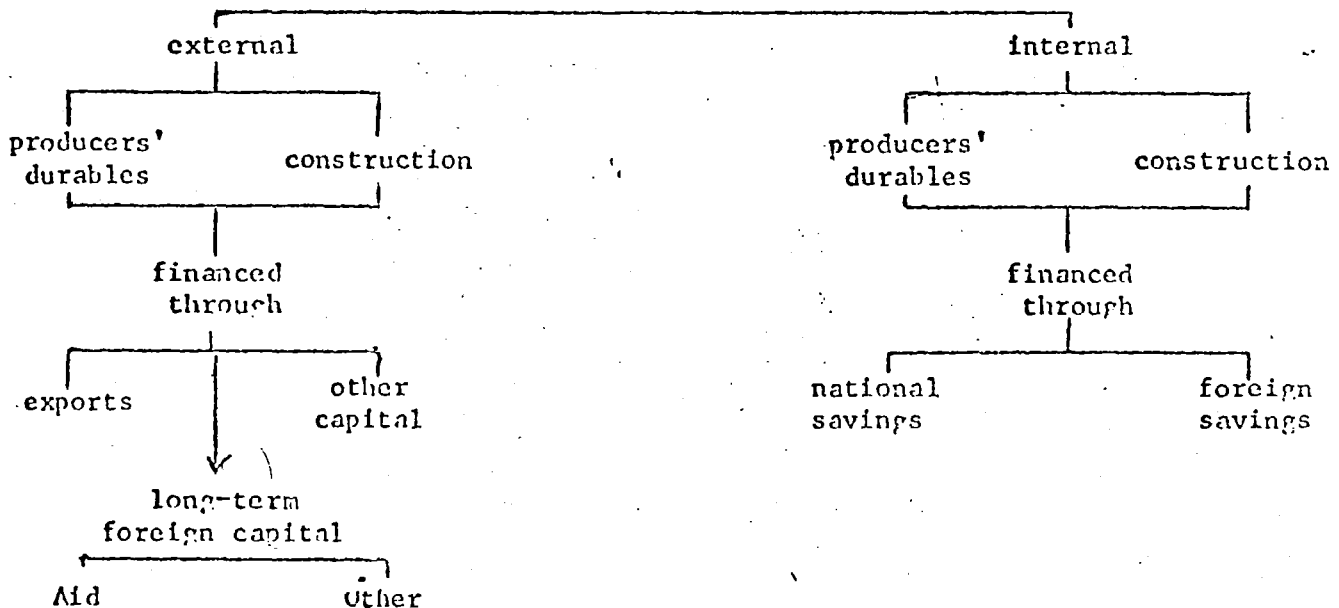 external internal
producers' durables construction producers' durables construction
financed through financed through
exports other capital national savings foreign savings
long-term
foreign capital
Aid Other